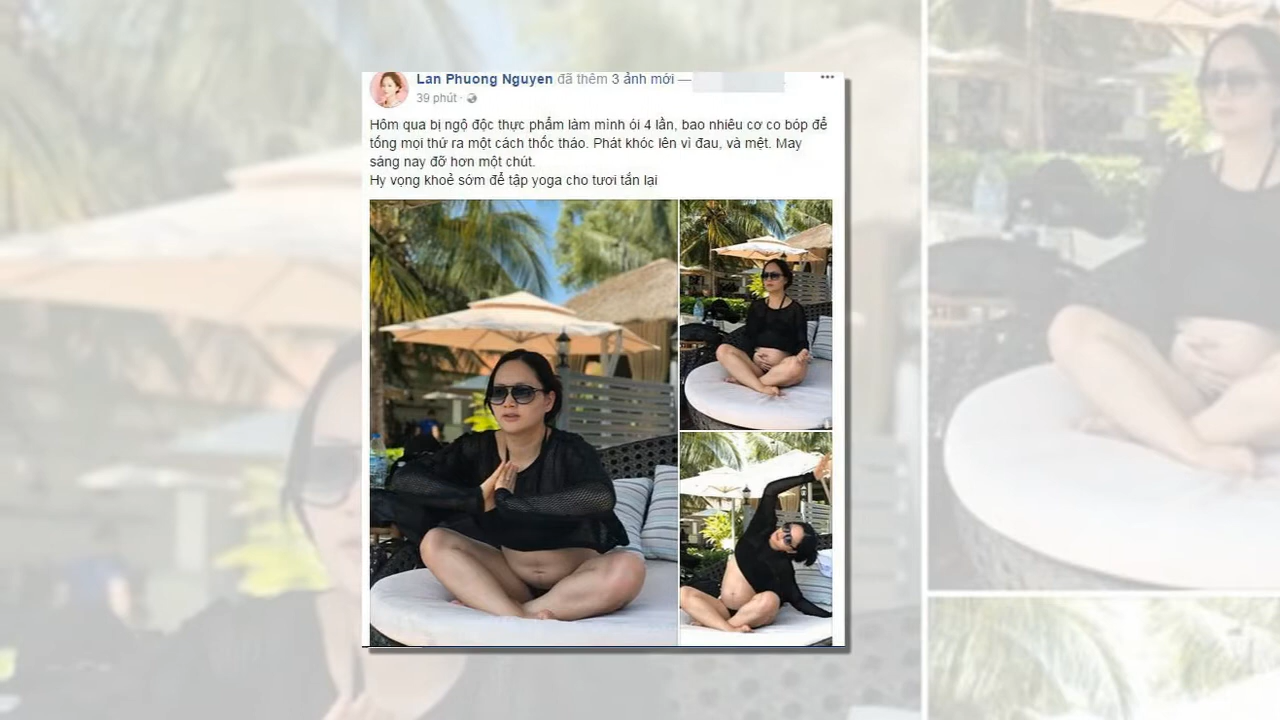 Lan Phuong Nguyen đã thêm 3 ảnh mới —
39 phút ·
Hôm qua bị ngộ độc thực phẩm làm mình ói 4 lần, bao nhiêu cơ co bóp để
tống mọi thứ ra một cách thốc tháo. Phát khóc lên vì đau, và mệt. May
sáng nay đỡ hơn một chút.
Hy vọng khoẻ sớm để tập yoga cho tươi tắn lại